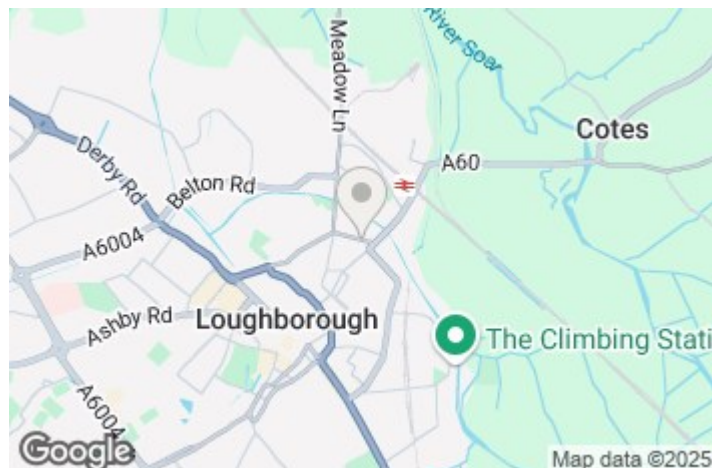 Meadow Ln
River Soar
Cotes
Derby Rd
Belton Rd
A60
A6004
Ashby Rd
Loughborough
The Climbing Stati
A6004
Google
Map data ©2025